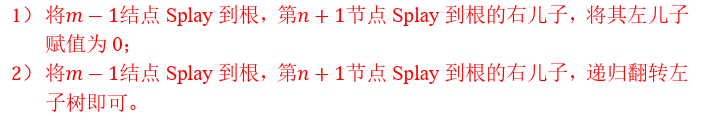 1） 将m − 1结点 Splay 到根，第n + 1节点 Splay 到根的右儿子，将其左儿子
赋值为 0；
2） 将m − 1结点 Splay 到根，第n + 1节点 Splay 到根的右儿子，递归翻转左
子树即可。